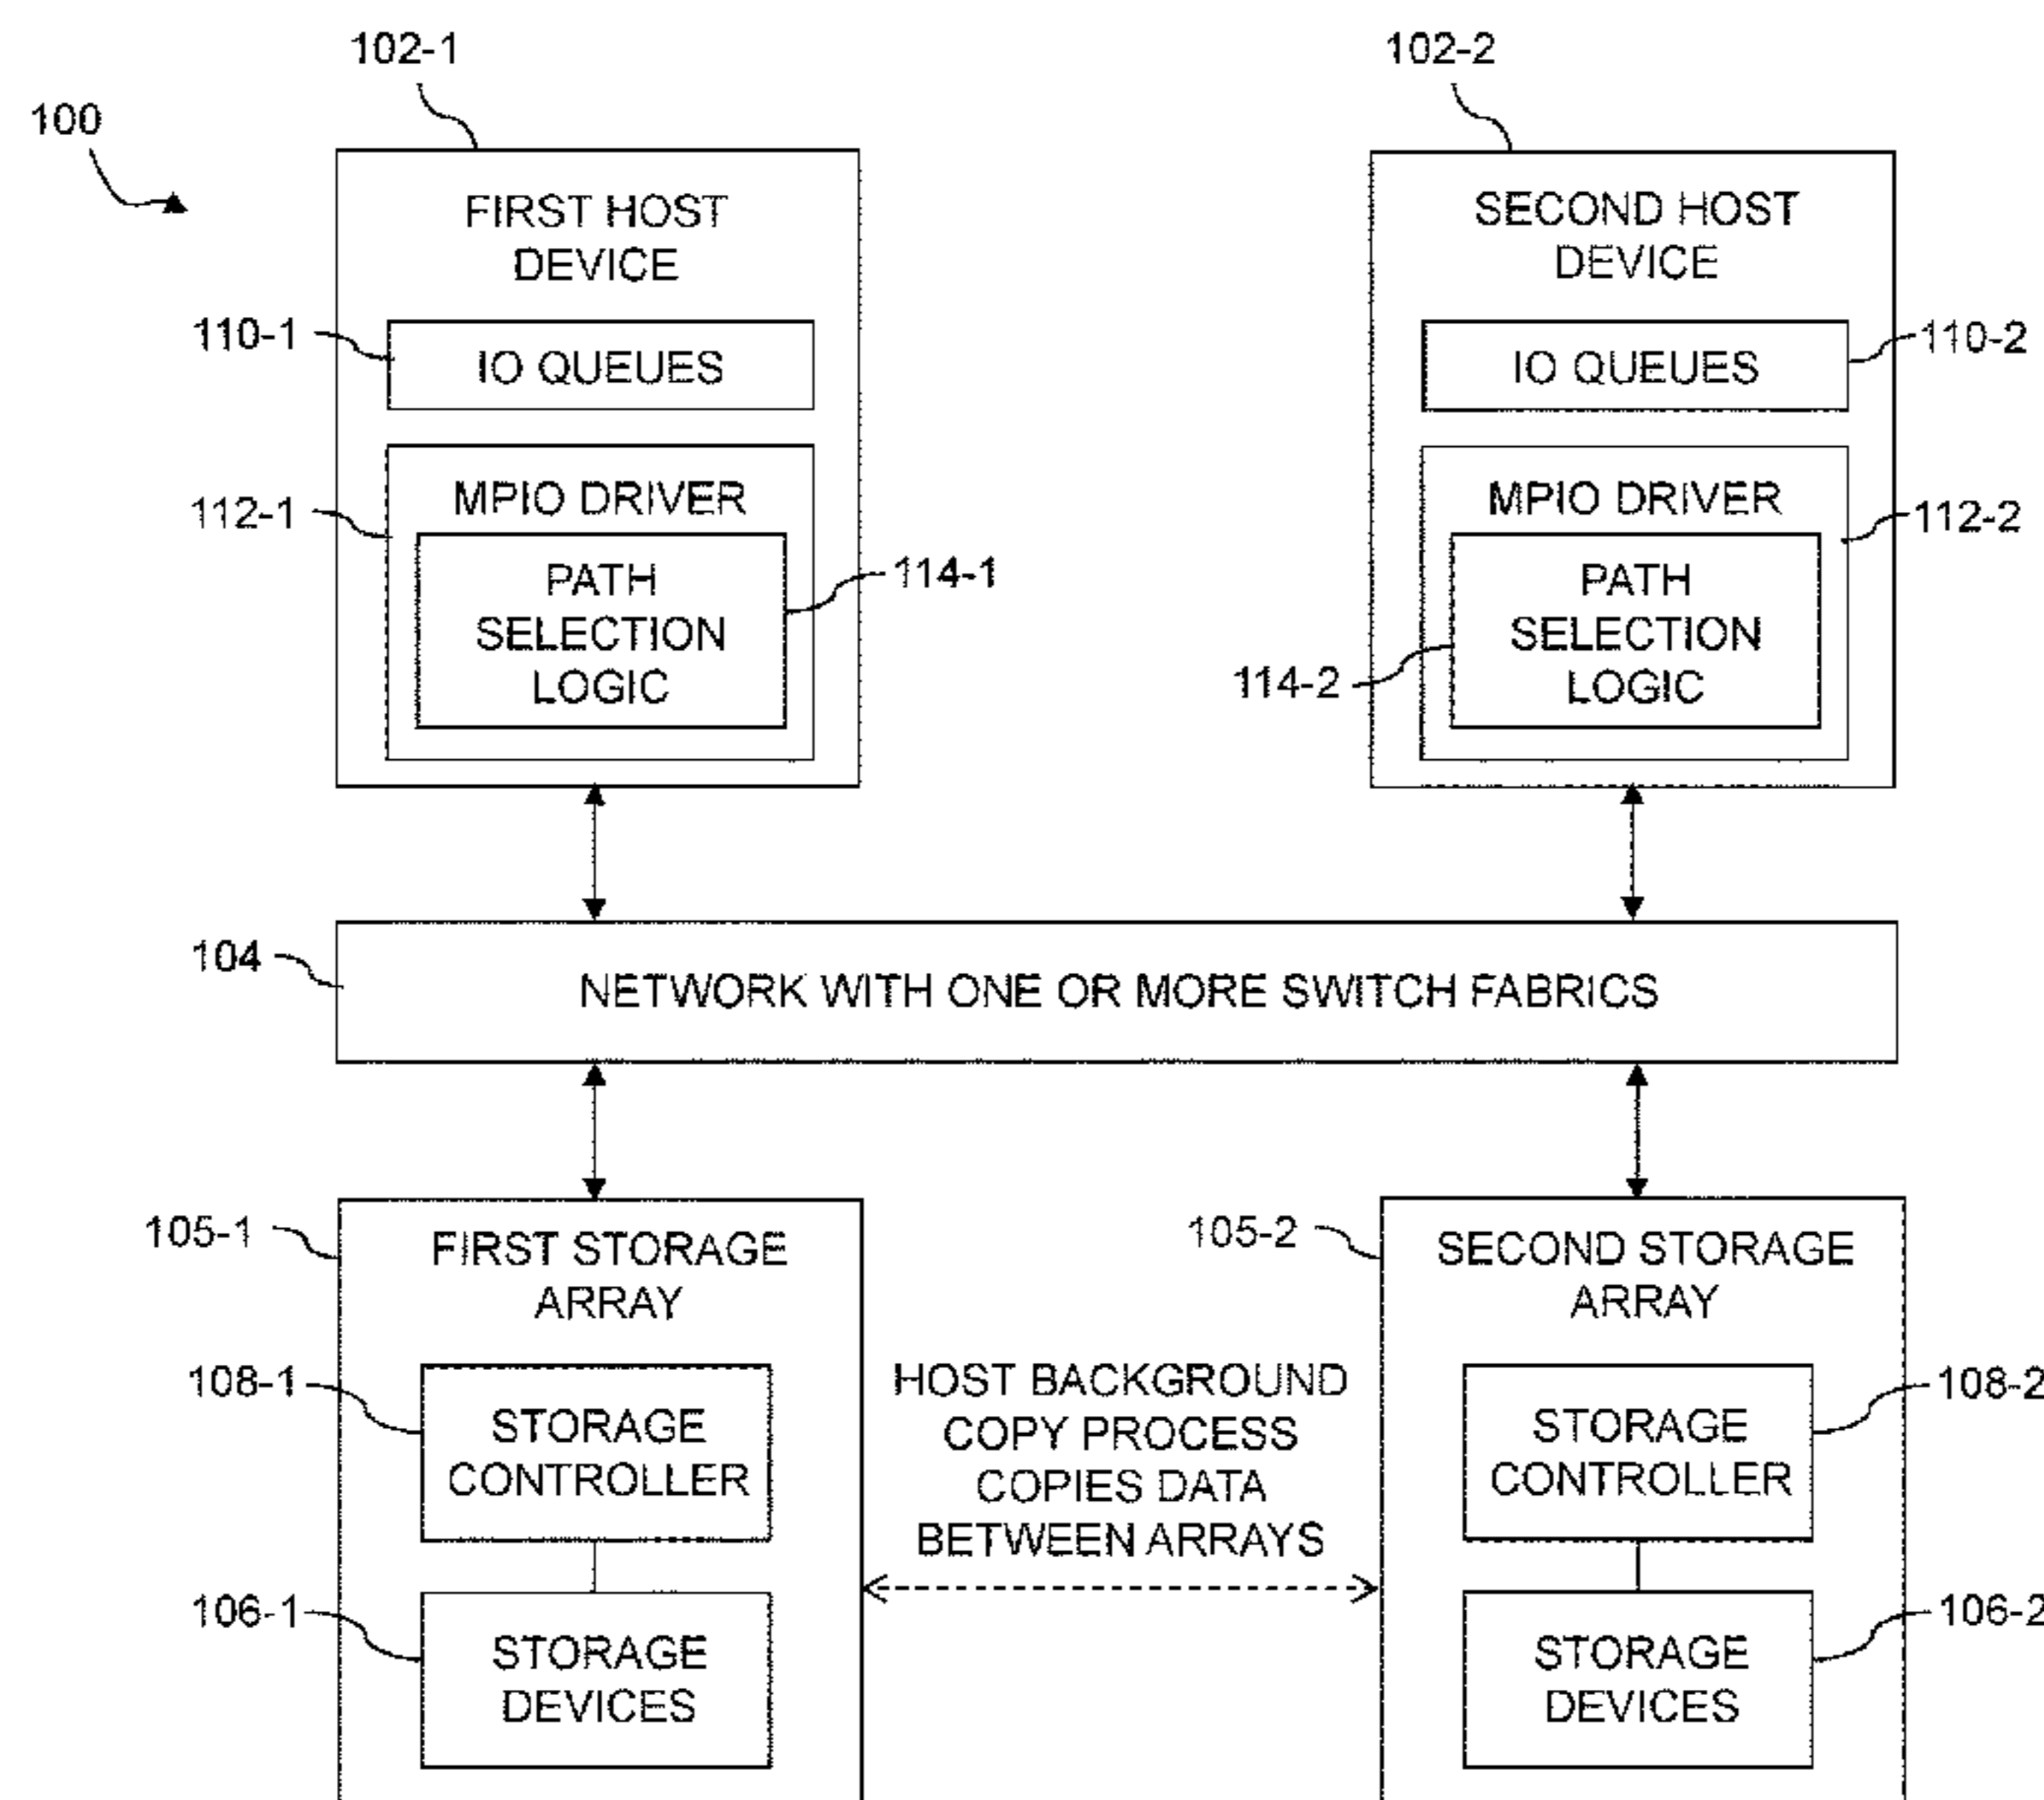 102-1
102-2
100
FIRST HOST
DEVICE
SECOND HOST
DEVICE
110-1
IO QUEUES
IO QUEUES
110-2
112-1
MPIO DRIVER
PATH
SELECTION
LOGIC
114-1
MPIO DRIVER
112-2
PATH
SELECTION
LOGIC
114-2
104
NETWORK WITH ONE OR MORE SWITCH FABRICS
105-1
FIRST STORAGE
ARRAY
105-2
SECOND STORAGE
ARRAY
108-1
STORAGE
CONTROLLER
HOST BACKGROUND
COPY PROCESS
COPIES DATA
BETWEEN ARRAYS
STORAGE
CONTROLLER
108-2
106-1
STORAGE
DEVICES
STORAGE
DEVICES
106-2